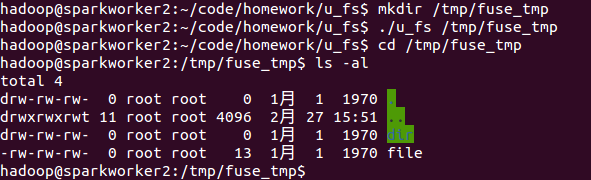 hadoop@sparkworker2:~/code/homework/u_fs$ mkdir /tmp/fuse_tmp
hadoop@sparkworker2:~/code/homework/u_fs$ ./u_fs /tmp/fuse_tmp
hadoop@sparkworker2:~/code/homework/u_fs$ cd /tmp/fuse_tmp
hadoop@sparkworker2:/tmp/fuse_tmp$ ls -al
total 4
drw-rw-rw-  0 root root    0  1月  1  1970 .
drwxrwxrwt 11 root root 4096  2月 27 15:51 ..
drw-rw-rw-  0 root root    0  1月  1  1970 dir
-rw-rw-rw-  0 root root   13  1月  1  1970 file
hadoop@sparkworker2:/tmp/fuse_tmp$